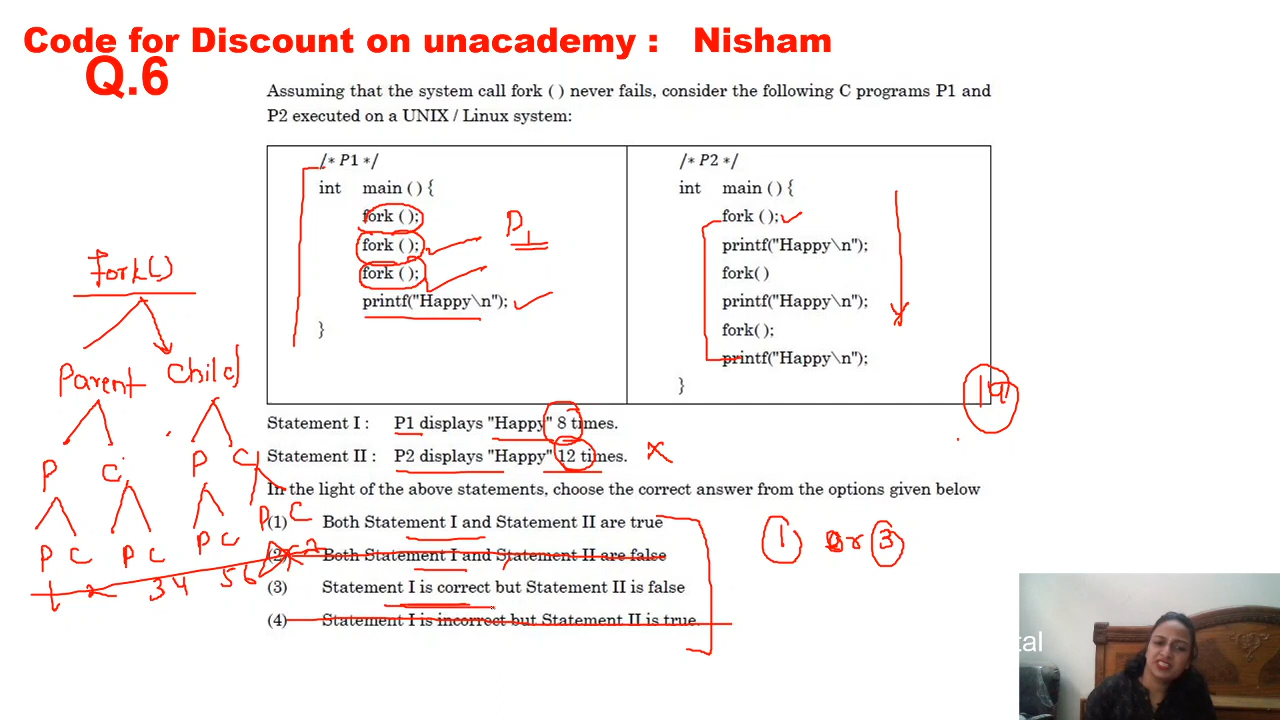 Code for Discount on unacademy : Nisham
Q.6
Assuming that the system call fork ( ) never fails, consider the following C programs P1 and
P2 executed on a UNIX / Linux system:
/* P1 */
int main ( ) {
fork ( );
fork ( );
fork ( );
printf("Happy\n");
}
P1
/* P2 */
int main ( ) {
fork ( );
printf("Happy\n");
fork( )
printf("Happy\n");
fork( );
printf("Happy\n");
}
14
Statement I : P1 displays "Happy" 8 times.
Statement II : P2 displays "Happy" 12 times. X
In the light of the above statements, choose the correct answer from the options given below
(1) Both Statement I and Statement II are true
(2) Both Statement I and Statement II are false
(3) Statement I is correct but Statement II is false
(4) Statement I is incorrect but Statement II is true.
1 or 3
fork()
Parent Child
P C P C
P C P C P C P C
1 2 3 4 5 6
tal